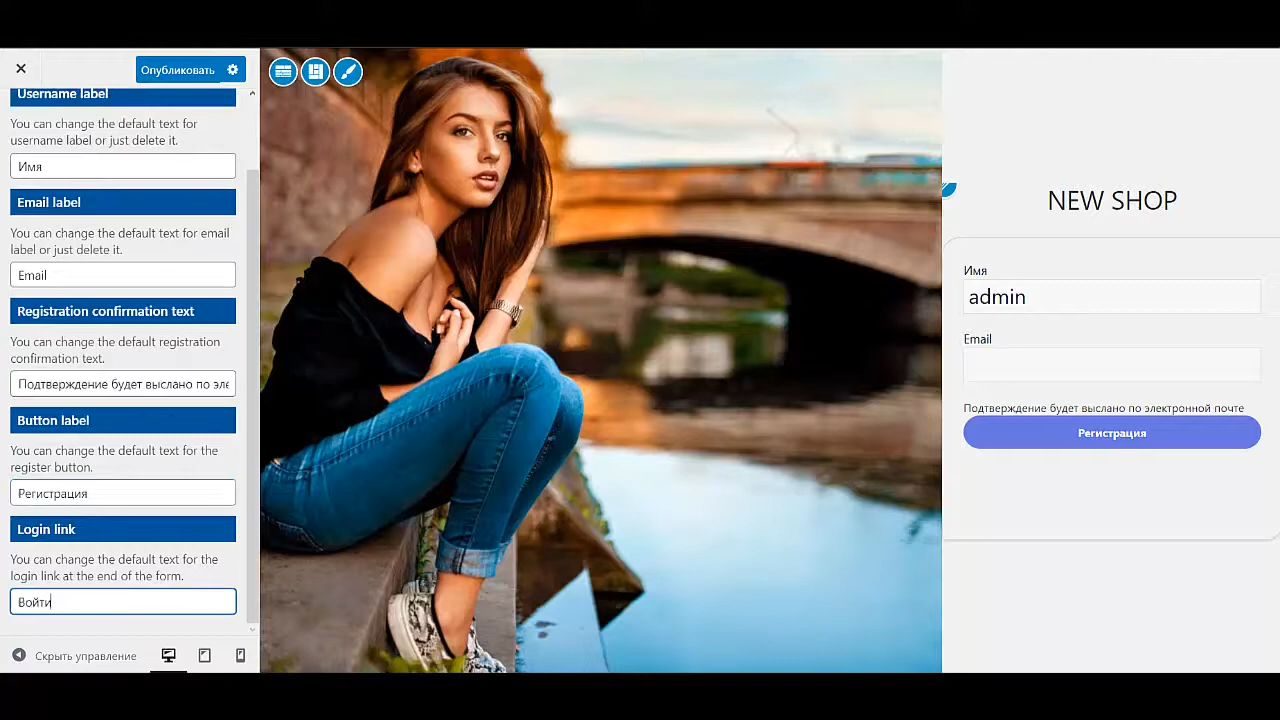 Опубликовать
Username label
You can change the default text for
username label or just delete it.
Имя
Email label
You can change the default text for email
label or just delete it.
Email
Registration confirmation text
You can change the default registration
confirmation text.
Подтверждение будет выслано по эле
Button label
You can change the default text for the
register button.
Регистрация
Login link
You can change the default text for the
login link at the end of the form.
Войти
Скрыть управление
NEW SHOP
Имя
admin
Email
Подтверждение будет выслано по электронной почте
Регистрация